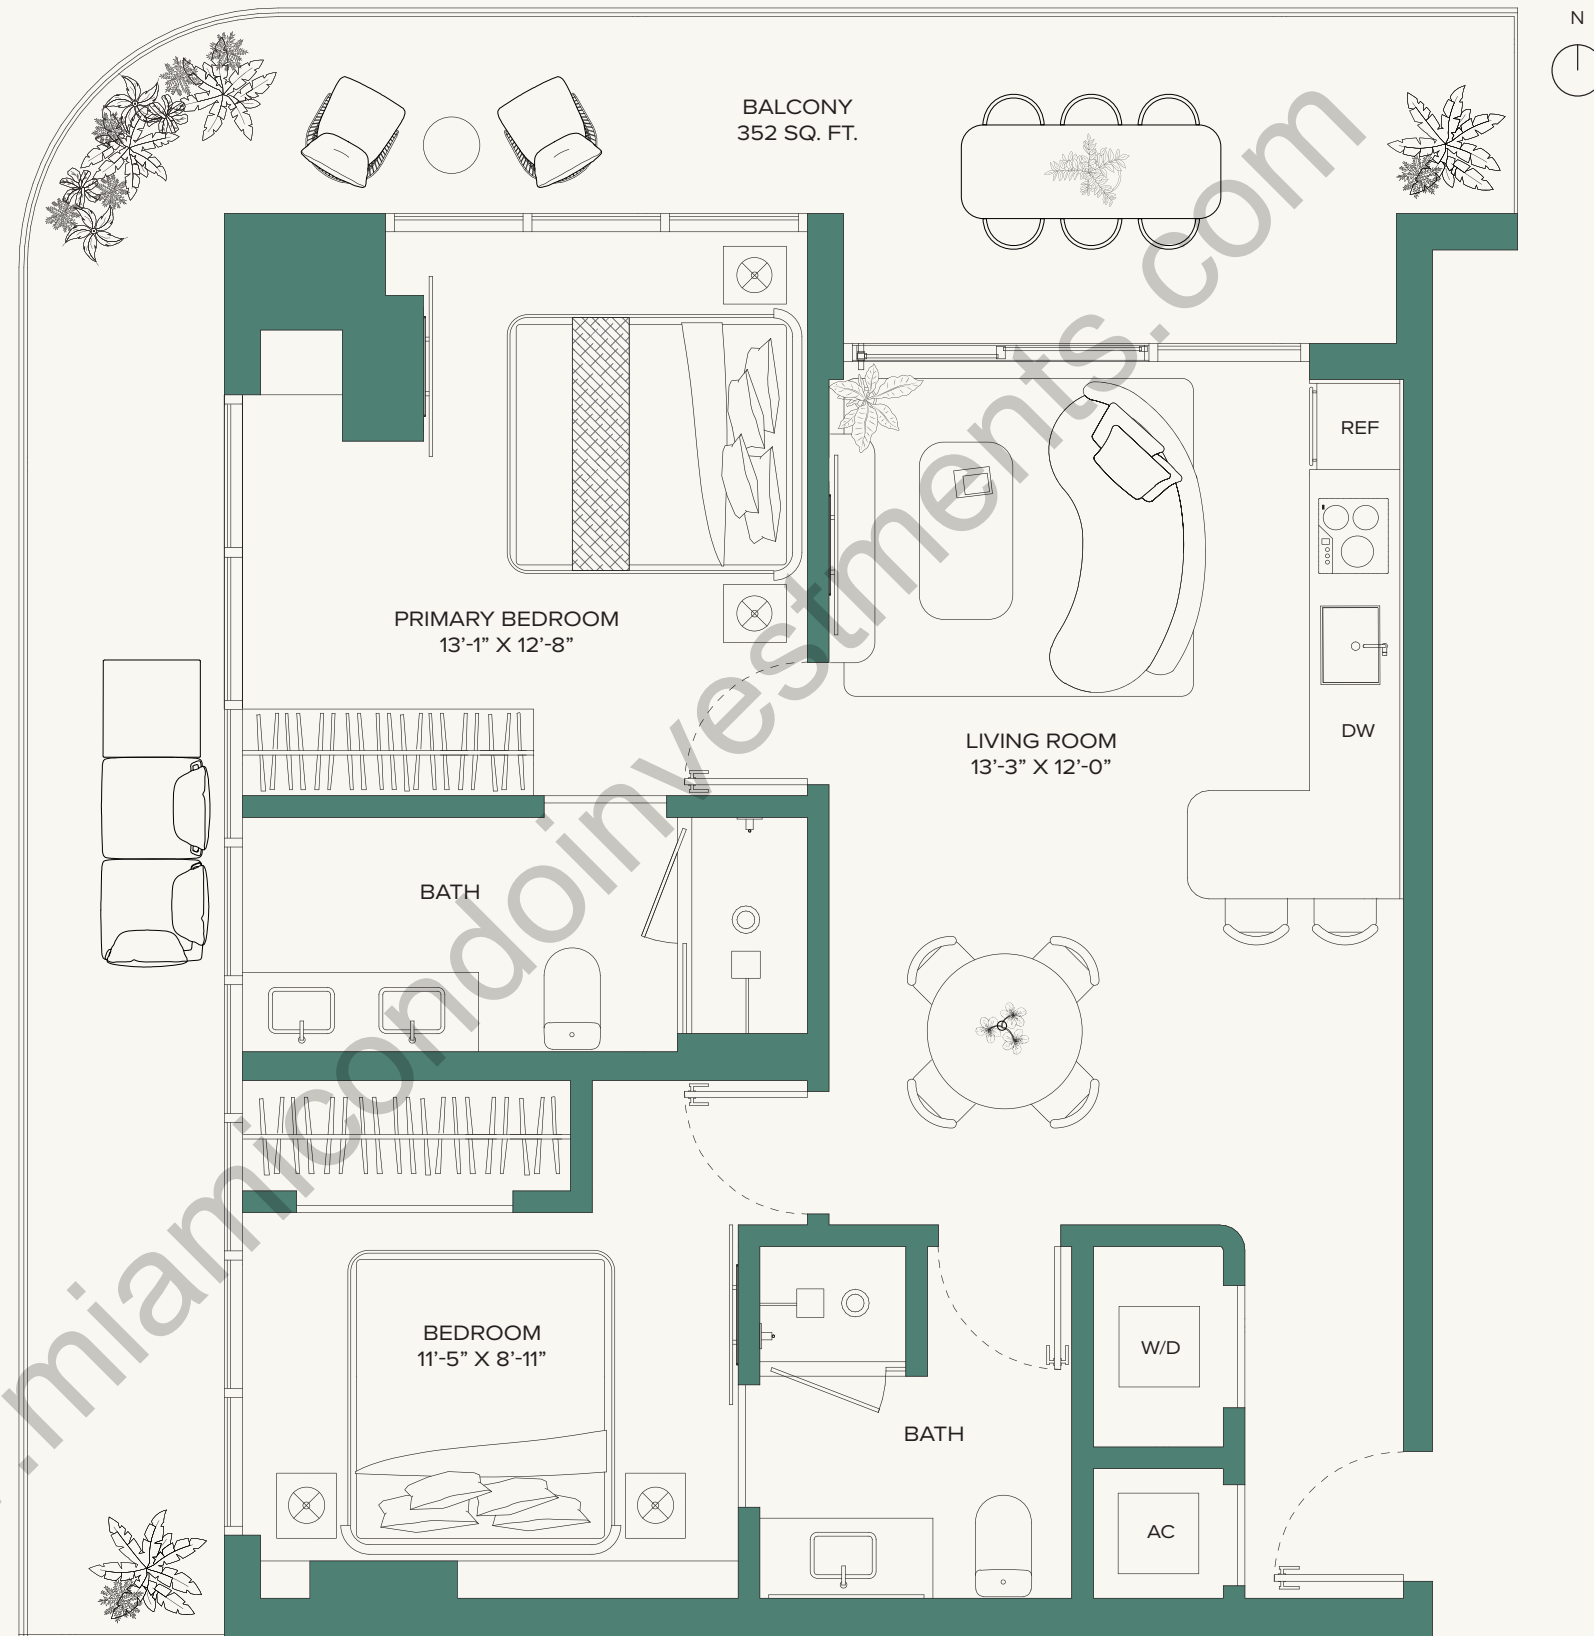 N
BALCONY
352 SQ. FT.
REF
PRIMARY BEDROOM
13’-1” X 12’-8”
DW
LIVING ROOM
13’-3” X 12’-0”
BATH
BEDROOM
11’-5” X 8’-11”
W/D
BATH
AC
.miamicondoinvestments.com